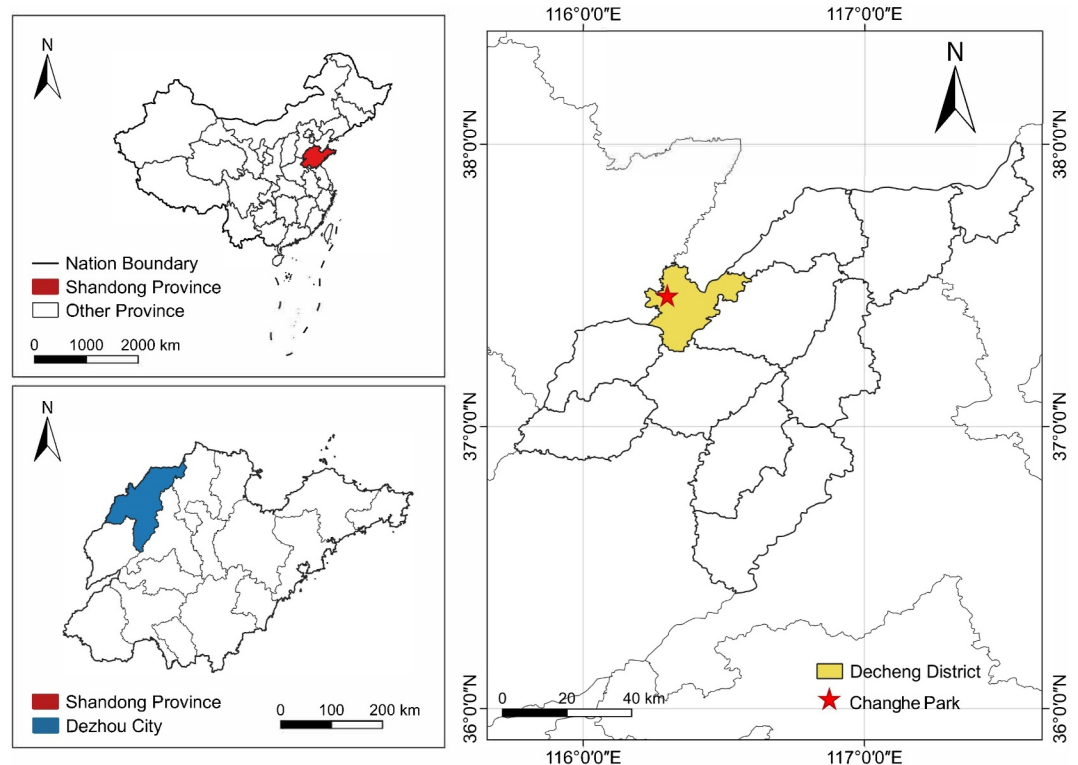 N
Nation Boundary
Shandong Province
Other Province
0 1000 2000 km
N
Shandong Province
Dezhou City
0 100 200 km
116°0′0″E 117°0′0″E
N
38°0′0″N 38°0′0″N
37°0′0″N 37°0′0″N
36°0′0″N 36°0′0″N
Decheng District
Changhe Park
0 20 40 km
116°0′0″E 117°0′0″E